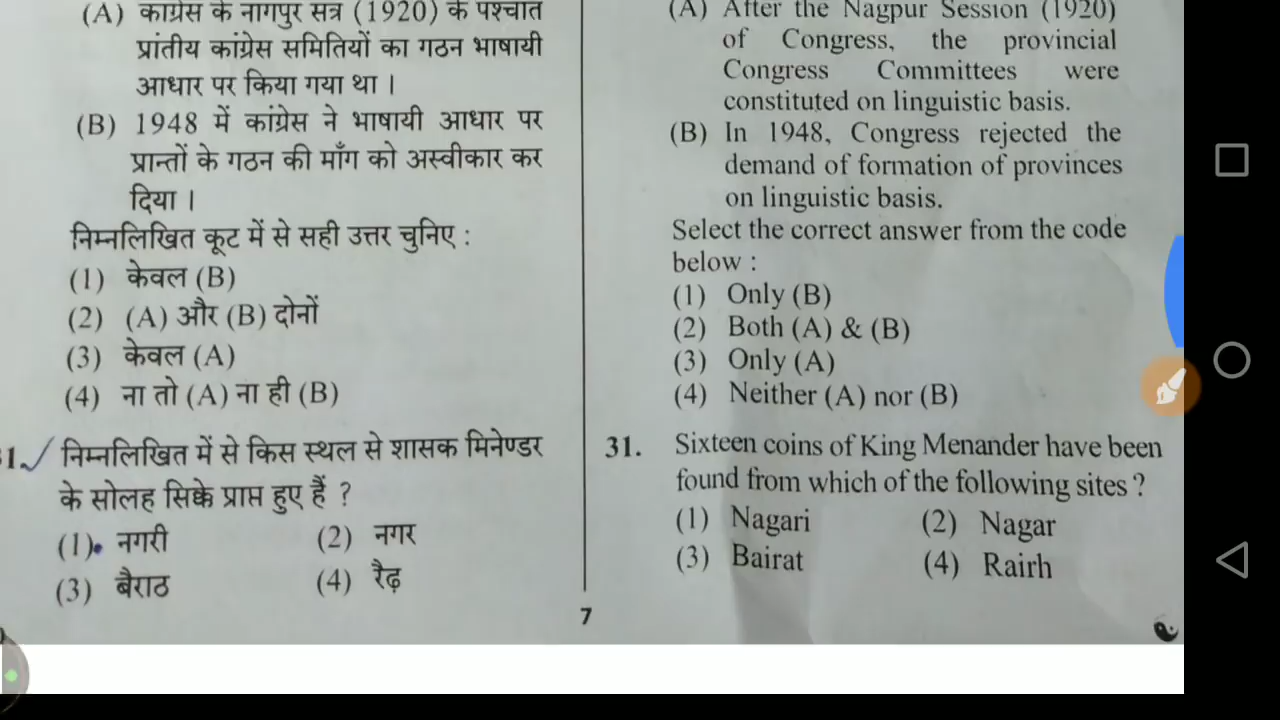 (A) कांग्रेस के नागपुर सत्र (1920) के पश्चात
प्रांतीय कांग्रेस समितियों का गठन भाषायी
आधार पर किया गया था ।
(B) 1948 में कांग्रेस ने भाषायी आधार पर
प्रान्तों के गठन की माँग को अस्वीकार कर
दिया ।
निम्नलिखित कूट में से सही उत्तर चुनिए :
(1) केवल (B)
(2) (A) और (B) दोनों
(3) केवल (A)
(4) ना तो (A) ना ही (B)
31. निम्नलिखित में से किस स्थल से शासक मिनेण्डर
के सोलह सिक्के प्राप्त हुए हैं ?
(1) नगरी (2) नगर
(3) बैराठ (4) रैढ़
(A) After the Nagpur Session (1920)
of Congress, the provincial
Congress Committees were
constituted on linguistic basis.
(B) In 1948, Congress rejected the
demand of formation of provinces
on linguistic basis.
Select the correct answer from the code
below :
(1) Only (B)
(2) Both (A) & (B)
(3) Only (A)
(4) Neither (A) nor (B)
31. Sixteen coins of King Menander have been
found from which of the following sites ?
(1) Nagari (2) Nagar
(3) Bairat (4) Rairh
7